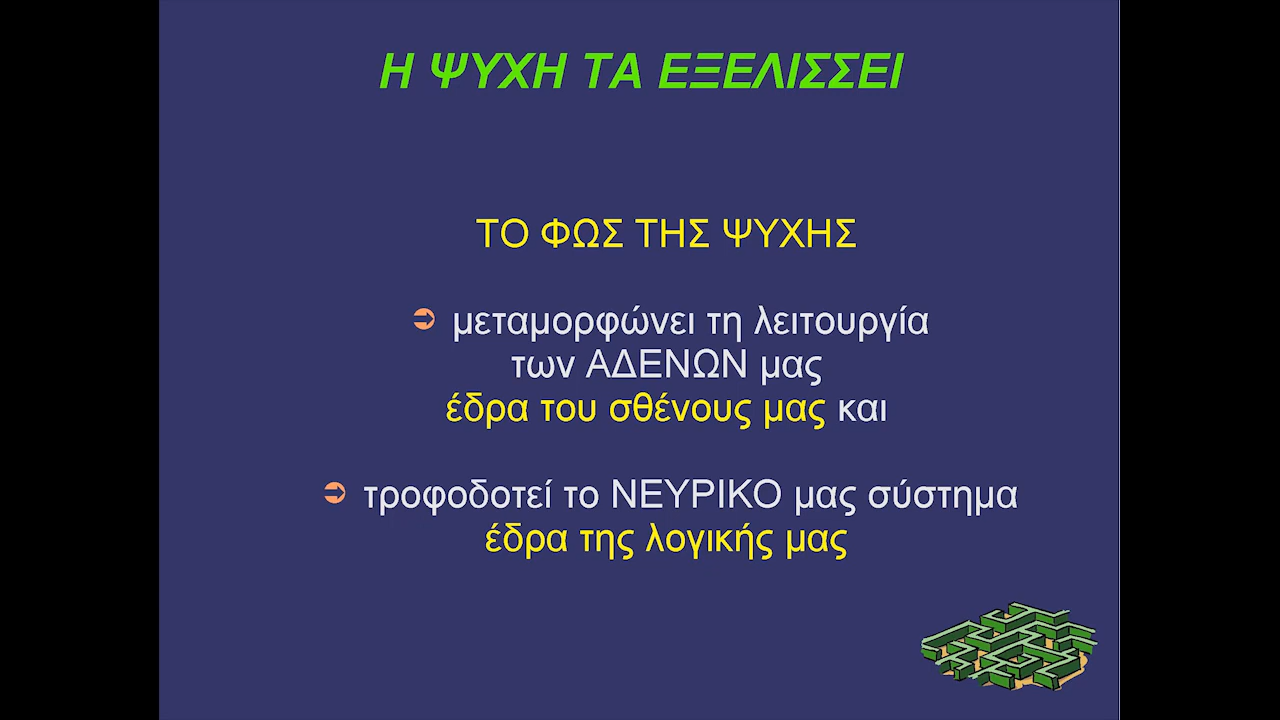 Η ΨΥΧΗ ΤΑ ΕΞΕΛΙΣΣΕΙ
ΤΟ ΦΩΣ ΤΗΣ ΨΥΧΗΣ
➲ μεταμορφώνει τη λειτουργία
των ΑΔΕΝΩΝ μας
έδρα του σθένους μας και
➲ τροφοδοτεί το ΝΕΥΡΙΚΟ μας σύστημα
έδρα της λογικής μας